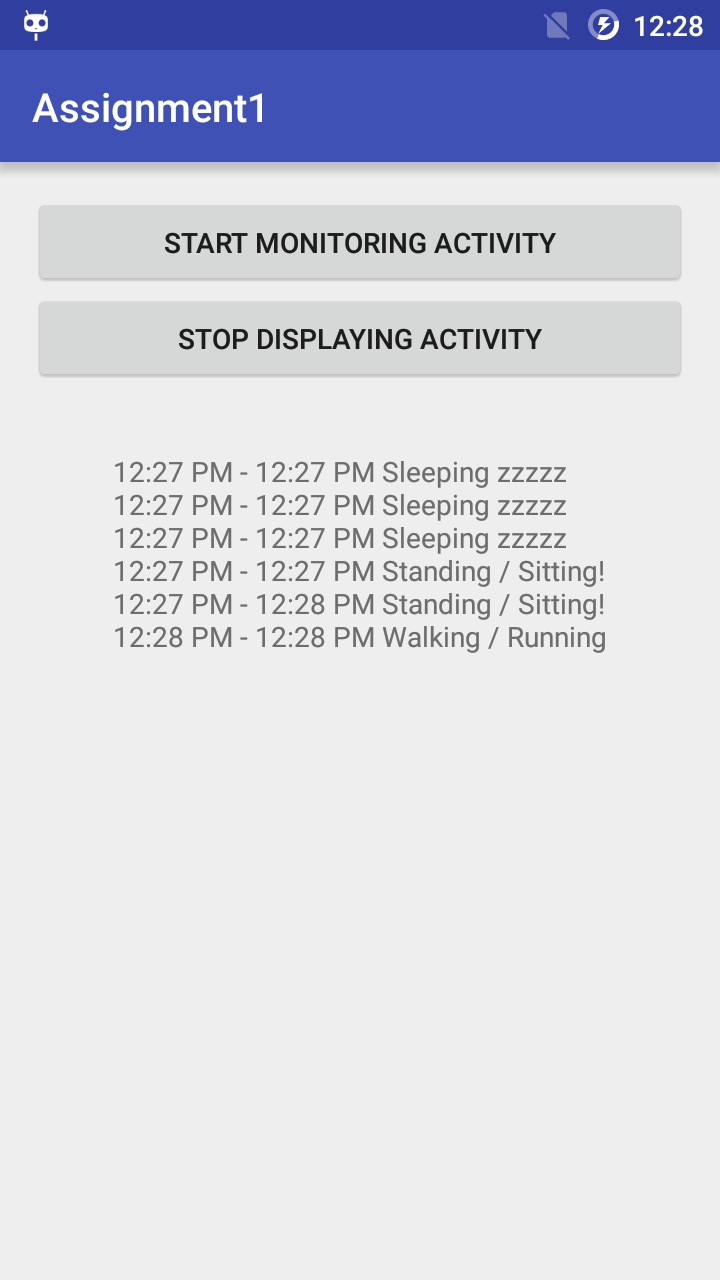 12:28
Assignment1
START MONITORING ACTIVITY
STOP DISPLAYING ACTIVITY
12:27 PM - 12:27 PM Sleeping zzzzz
12:27 PM - 12:27 PM Sleeping zzzzz
12:27 PM - 12:27 PM Sleeping zzzzz
12:27 PM - 12:27 PM Standing / Sitting!
12:27 PM - 12:28 PM Standing / Sitting!
12:28 PM - 12:28 PM Walking / Running